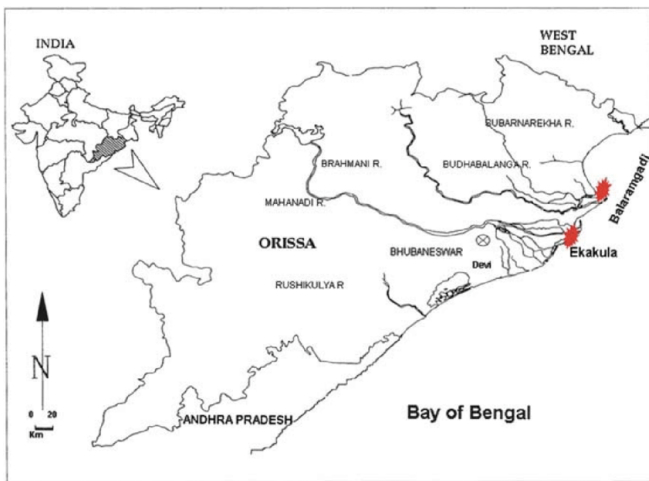 INDIA
WEST
BENGAL
SUBARNAREKHA R.
BRAHMANI R.
BUDHABALANGA R.
MAHANADI R.
Balaramgadi
ORISSA
BHUBANESWAR
Ekakula
Devi
RUSHIKULYA R
N
0 20
Km
ANDHRA PRADESH
Bay of Bengal